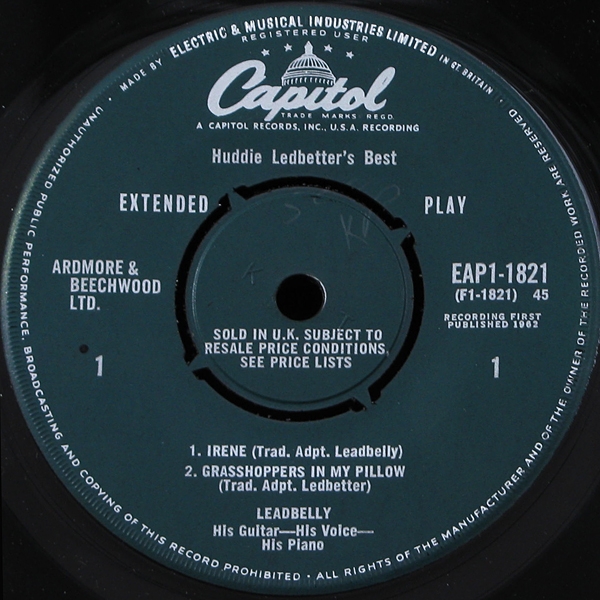 MADE BY ELECTRIC & MUSICAL INDUSTRIES LIMITED IN GT. BRITAIN ·
REGISTERED USER
Capitol
TRADE MARKS REGD.
A CAPITOL RECORDS, INC., U.S.A. RECORDING
Huddie Ledbetter's Best
EXTENDED PLAY
ARDMORE &
BEECHWOOD
LTD.
EAP1-1821
(F1-1821) 45
RECORDING FIRST
PUBLISHED 1962
SOLD IN U.K. SUBJECT TO
RESALE PRICE CONDITIONS,
SEE PRICE LISTS
1
1
1. IRENE (Trad. Adpt. Leadbelly)
2. GRASSHOPPERS IN MY PILLOW
(Trad. Adpt. Ledbetter)
LEADBELLY
His Guitar—His Voice—
His Piano
· UNAUTHORIZED PUBLIC PERFORMANCE, BROADCASTING AND COPYING OF THIS RECORD PROHIBITED · ALL RIGHTS OF THE MANUFACTURER AND OF THE OWNER OF THE RECORDED WORK ARE RESERVED ·